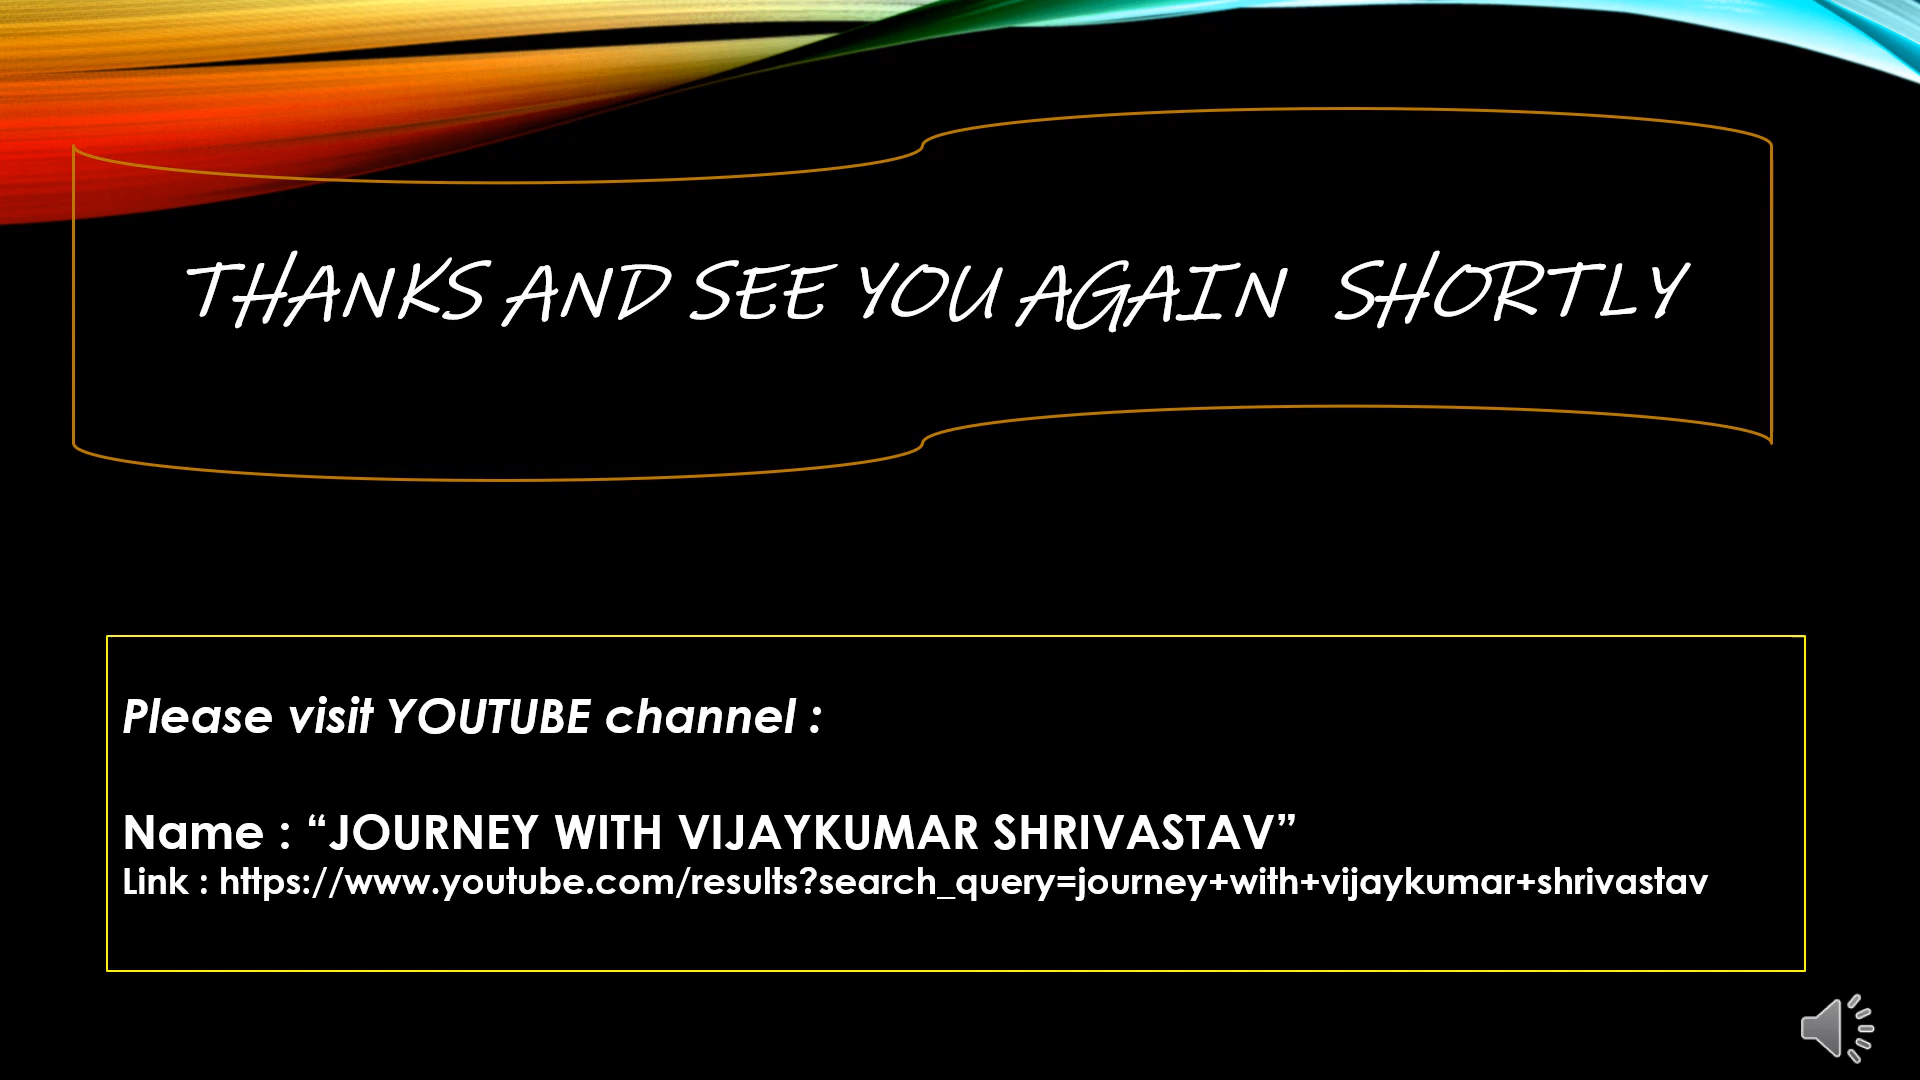 THANKS AND SEE YOU AGAIN SHORTLY
Please visit YOUTUBE channel :
Name : “JOURNEY WITH VIJAYKUMAR SHRIVASTAV”
Link : https://www.youtube.com/results?search_query=journey+with+vijaykumar+shrivastav